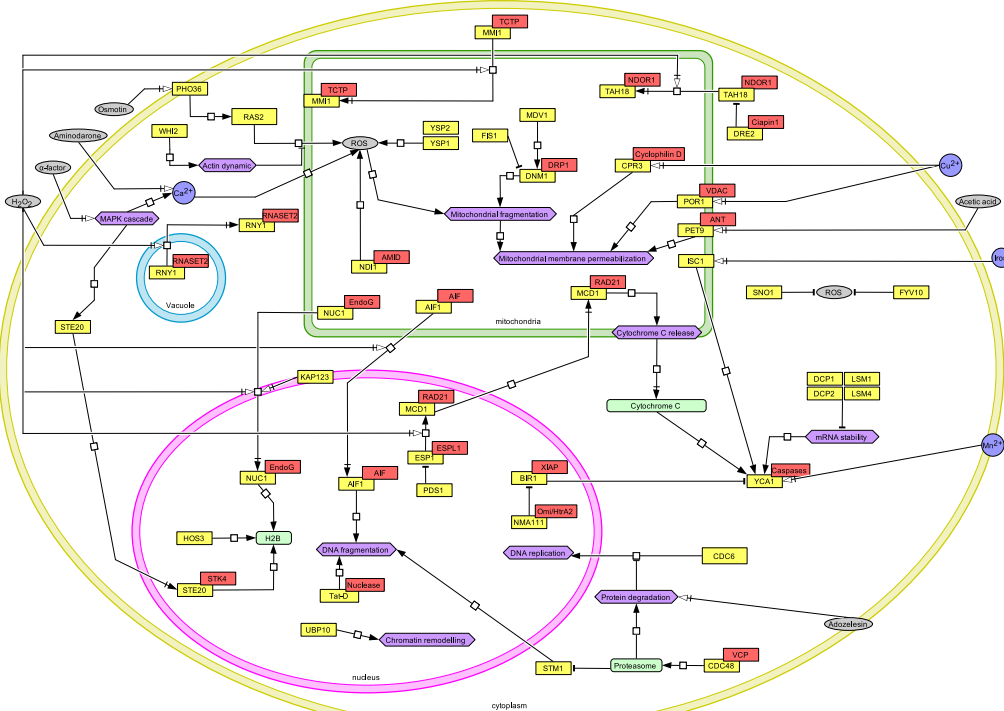 TCTP
MMI1
NDOR1
TAH18
NDOR1
TAH18
TCTP
MMI1
PHO36
Osmotin
RAS2
MDV1
Ciapin1
DRE2
WHI2
YSP2
FIS1
Aminodarone
ROS
YSP1
Cyclophilin D
CPR3
Cu2+
Actin dynamic
DRP1
DNM1
α-factor
Ca2+
VDAC
POR1
H2O2
Acetic acid
MAPK cascade
RNASET2
RNY1
Mitochondrial fragmentation
ANT
PET9
AMID
NDI1
Mitochondrial membrane permeabilization
ISC1
Iron
RNASET2
RNY1
RAD21
MCD1
SNO1
ROS
FYV10
Vacuole
EndoG
NUC1
AIF
AIF1
mitochondria
STE20
Cytochrome C release
KAP123
DCP1
LSM1
DCP2
LSM4
RAD21
MCD1
Cytochrome C
mRNA stability
Mn2+
ESPL1
ESP1
EndoG
NUC1
AIF
AIF1
PDS1
XIAP
BIR1
Caspases
YCA1
Omi/HtrA2
NMA111
HOS3
H2B
DNA fragmentation
DNA replication
CDC6
STK4
STE20
Nuclease
Tat-D
Protein degradation
Adozelesin
UBP10
Chromatin remodelling
VCP
CDC48
STM1
Proteasome
nucleus
cytoplasm